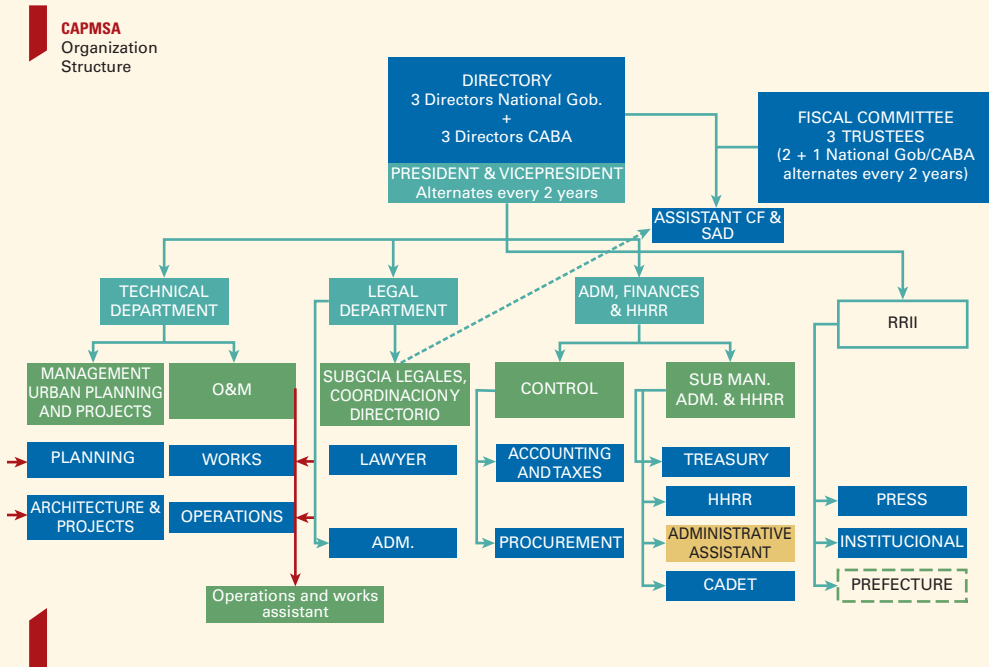 CAPMSA
Organization
Structure
DIRECTORY
3 Directors National Gob.
+
3 Directors CABA
PRESIDENT & VICEPRESIDENT
Alternates every 2 years
FISCAL COMMITTEE
3 TRUSTEES
(2 + 1 National Gob/CABA
alternates every 2 years)
ASSISTANT CF &
SAD
TECHNICAL
DEPARTMENT
LEGAL
DEPARTMENT
ADM, FINANCES
& HHRR
RRII
MANAGEMENT
URBAN PLANNING
AND PROJECTS
O&M
SUBGCIA LEGALES,
COORDINACION Y
DIRECTORIO
CONTROL
SUB MAN.
ADM. & HHRR
PLANNING
WORKS
LAWYER
ACCOUNTING
AND TAXES
TREASURY
ARCHITECTURE &
PROJECTS
OPERATIONS
ADM.
PROCUREMENT
HHRR
ADMINISTRATIVE
ASSISTANT
CADET
PRESS
INSTITUCIONAL
PREFECTURE
Operations and works
assistant